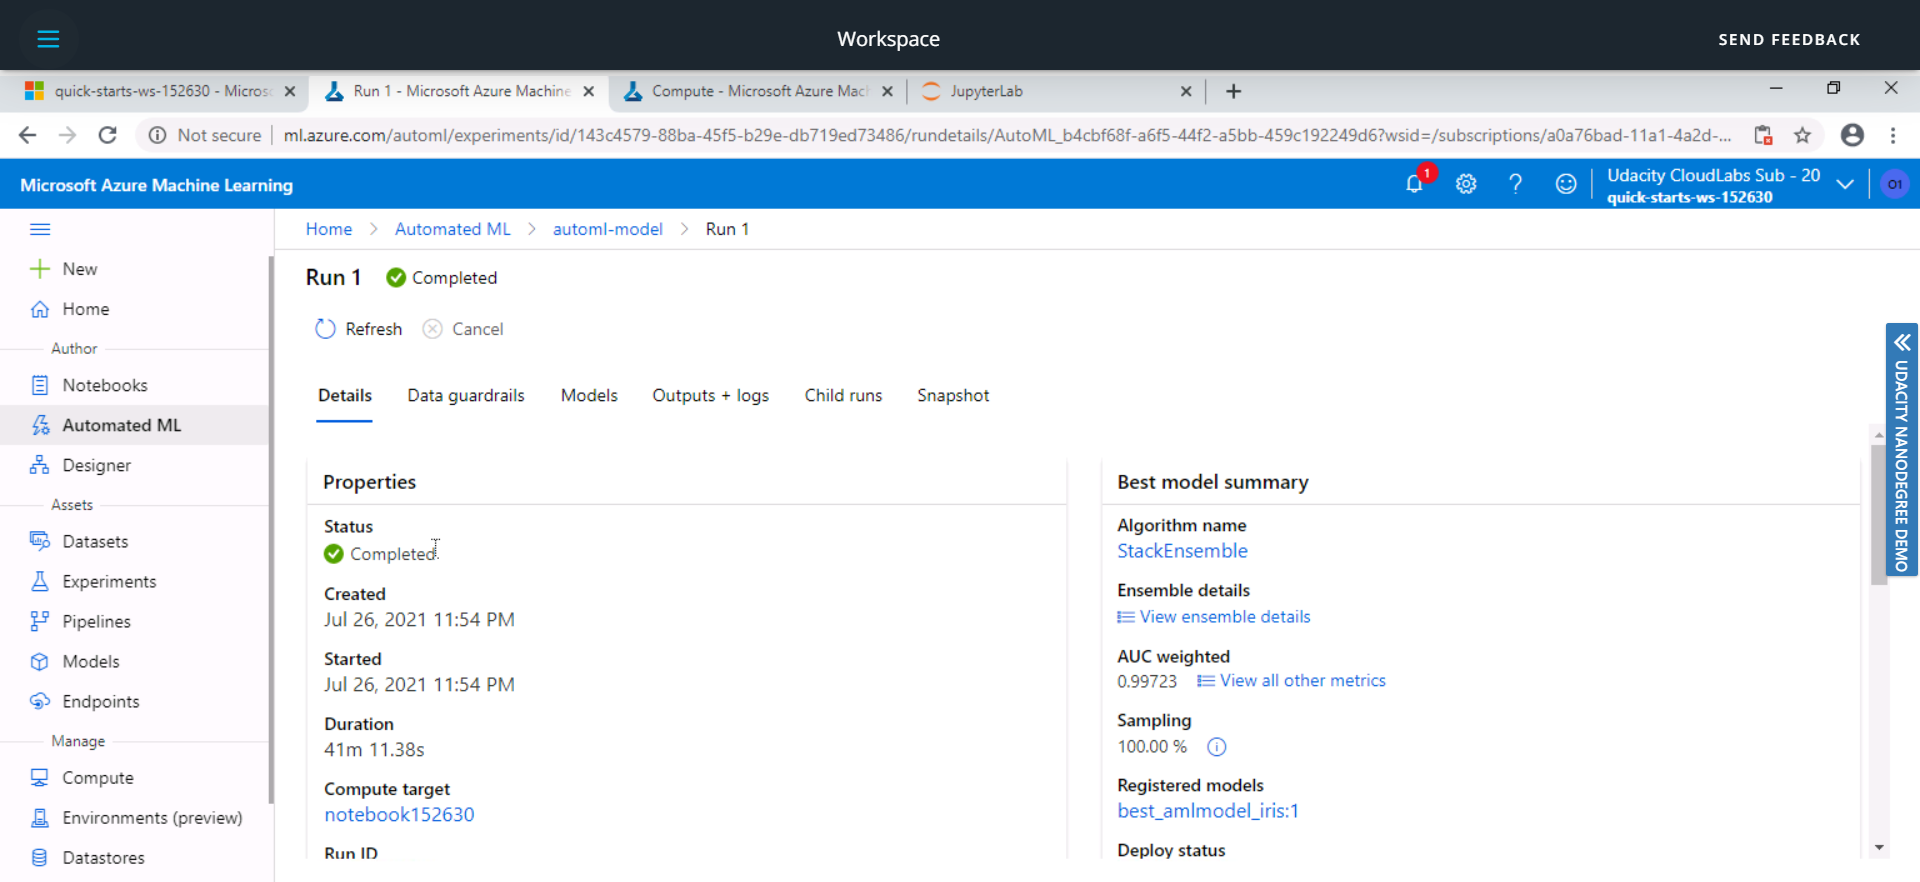 Workspace
SEND FEEDBACK
quick-starts-ws-152630 - Micros
Run 1 - Microsoft Azure Machine
Compute - Microsoft Azure Mac
JupyterLab
Not secure
ml.azure.com/automl/experiments/id/143c4579-88ba-45f5-b29e-db719ed73486/rundetails/AutoML_b4cbf68f-a6f5-44f2-a5bb-459c192249d6?wsid=/subscriptions/a0a76bad-11a1-4a2d-...
Microsoft Azure Machine Learning
1
Udacity CloudLabs Sub - 20
quick-starts-ws-152630
O1
Home > Automated ML > automl-model > Run 1
New
Home
Author
Notebooks
Automated ML
Designer
Assets
Datasets
Experiments
Pipelines
Models
Endpoints
Manage
Compute
Environments (preview)
Datastores
Run 1
Completed
Refresh
Cancel
Details
Data guardrails
Models
Outputs + logs
Child runs
Snapshot
Properties
Status
Completed
Created
Jul 26, 2021 11:54 PM
Started
Jul 26, 2021 11:54 PM
Duration
41m 11.38s
Compute target
notebook152630
Run ID
Best model summary
Algorithm name
StackEnsemble
Ensemble details
View ensemble details
AUC weighted
0.99723
View all other metrics
Sampling
100.00 %
Registered models
best_amlmodel_iris:1
Deploy status
UDACITY NANODEGREE DEMO